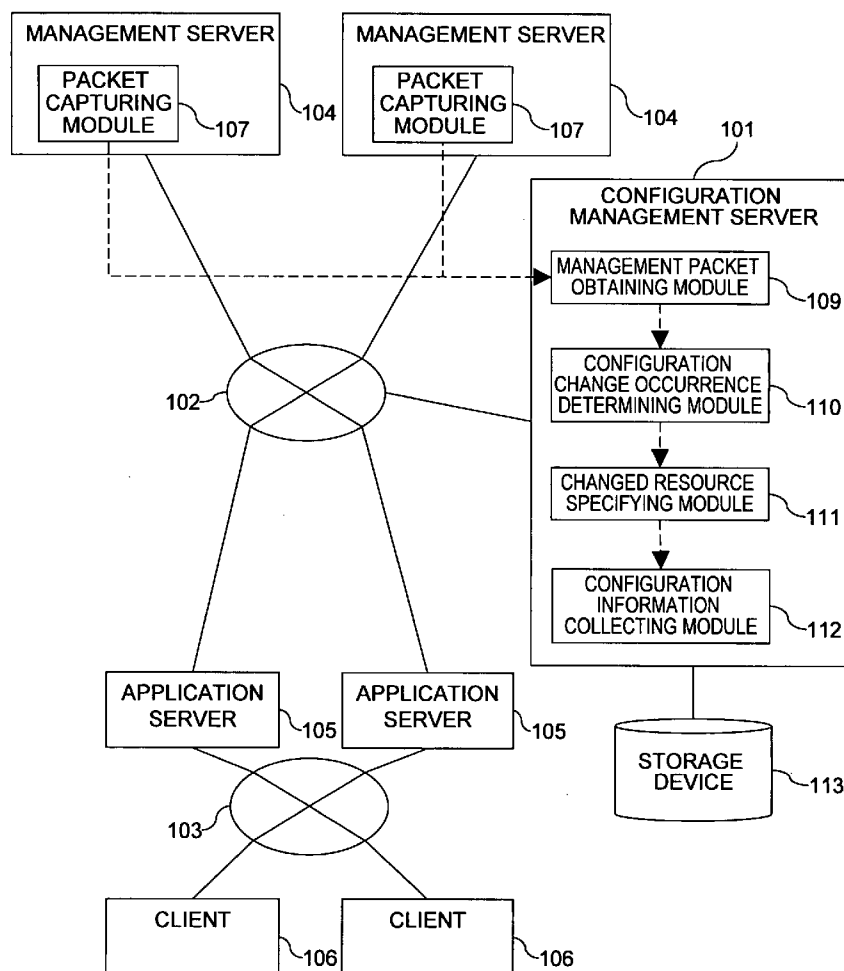 MANAGEMENT SERVER
PACKET
CAPTURING
MODULE
107
104
MANAGEMENT SERVER
PACKET
CAPTURING
MODULE
107
104
101
CONFIGURATION
MANAGEMENT SERVER
MANAGEMENT PACKET
OBTAINING MODULE
109
CONFIGURATION
CHANGE OCCURRENCE
DETERMINING MODULE
110
CHANGED RESOURCE
SPECIFYING MODULE
111
CONFIGURATION
INFORMATION
COLLECTING MODULE
112
102
APPLICATION
SERVER
105
APPLICATION
SERVER
105
STORAGE
DEVICE
113
103
CLIENT
106
CLIENT
106